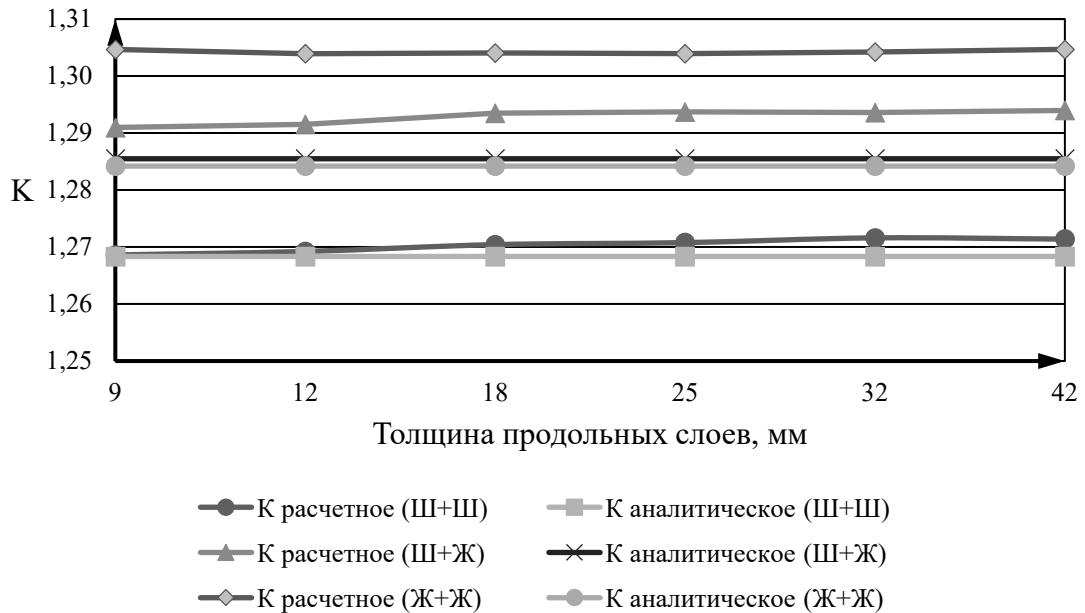 1,31
1,30
1,29
1,28
1,27
1,26
1,25
K
9 12 18 25 32 42
Толщина продольных слоев, мм
К расчетное (Ш+Ш) К аналитическое (Ш+Ш)
К расчетное (Ш+Ж) К аналитическое (Ш+Ж)
К расчетное (Ж+Ж) К аналитическое (Ж+Ж)